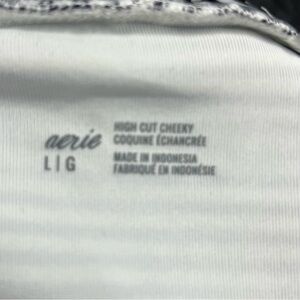 aerie
L|G
HIGH CUT CHEEKY
COQUINE ÉCHANCRÉE
MADE IN INDONESIA
FABRIQUÉ EN INDONÉSIE